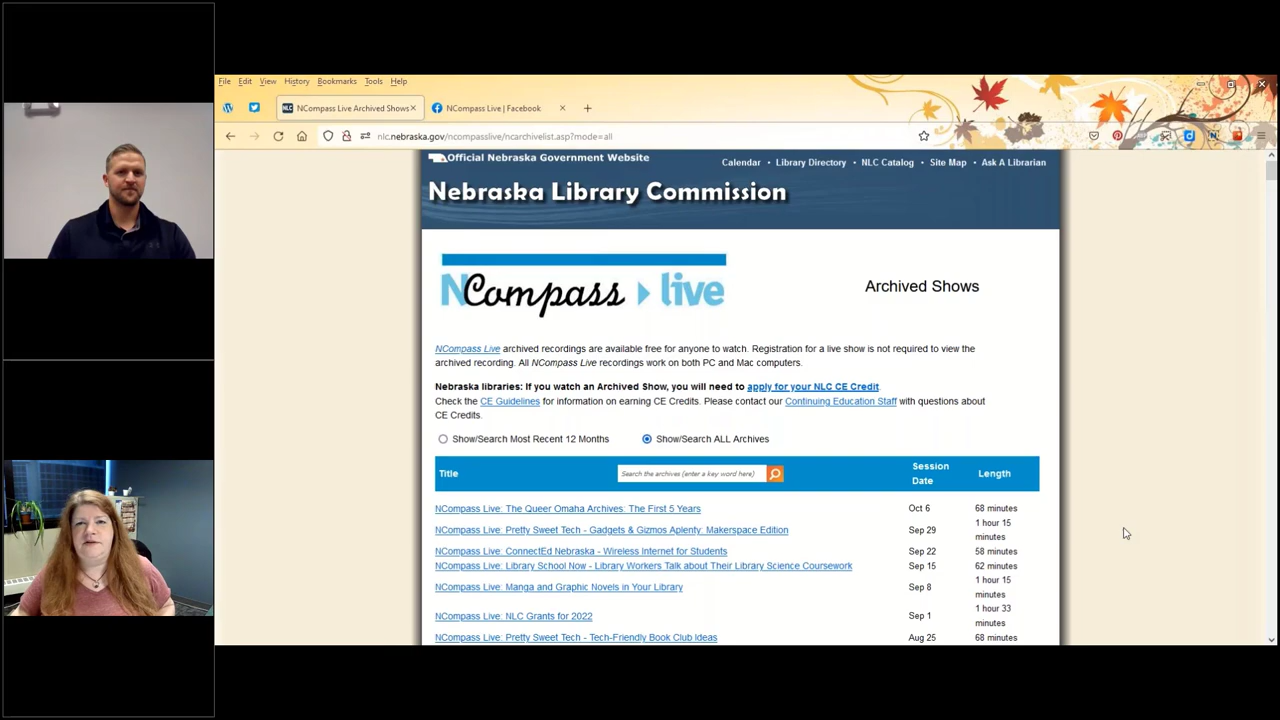 File Edit View History Bookmarks Tools Help
NCompass Live Archived Shows
NCompass Live | Facebook
nlc.nebraska.gov/ncompasslive/ncarchivelist.asp?mode=all
Official Nebraska Government Website
Calendar • Library Directory • NLC Catalog • Site Map • Ask A Librarian
Nebraska Library Commission
NCompass live
Archived Shows
NCompass Live archived recordings are available free for anyone to watch. Registration for a live show is not required to view the
archived recording. All NCompass Live recordings work on both PC and Mac computers.
Nebraska libraries: If you watch an Archived Show, you will need to apply for your NLC CE Credit.
Check the CE Guidelines for information on earning CE Credits. Please contact our Continuing Education Staff with questions about
CE Credits.
Show/Search Most Recent 12 Months Show/Search ALL Archives
Title Search the archives (enter a key word here) Session Date Length
NCompass Live: The Queer Omaha Archives: The First 5 Years Oct 6 68 minutes
NCompass Live: Pretty Sweet Tech - Gadgets & Gizmos Aplenty: Makerspace Edition Sep 29 1 hour 15 minutes
NCompass Live: ConnectEd Nebraska - Wireless Internet for Students Sep 22 58 minutes
NCompass Live: Library School Now - Library Workers Talk about Their Library Science Coursework Sep 15 62 minutes
NCompass Live: Manga and Graphic Novels in Your Library Sep 8 1 hour 15 minutes
NCompass Live: NLC Grants for 2022 Sep 1 1 hour 33 minutes
NCompass Live: Pretty Sweet Tech - Tech-Friendly Book Club Ideas Aug 25 68 minutes